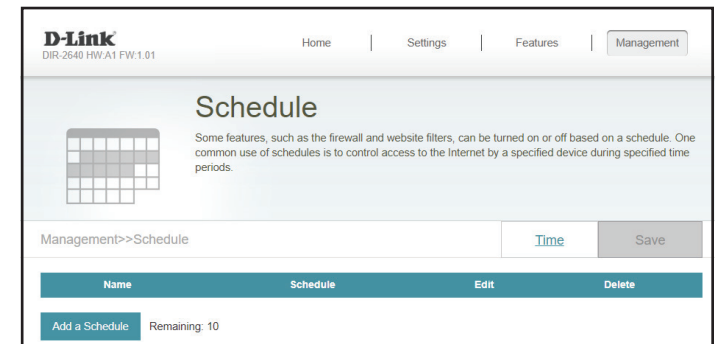 D-Link
DIR-2640 HW:A1 FW:1.01
Home | Settings | Features | Management
Schedule
Some features, such as the firewall and website filters, can be turned on or off based on a schedule. One
common use of schedules is to control access to the Internet by a specified device during specified time
periods.
Management>>Schedule Time Save
Name Schedule Edit Delete
Add a Schedule Remaining: 10